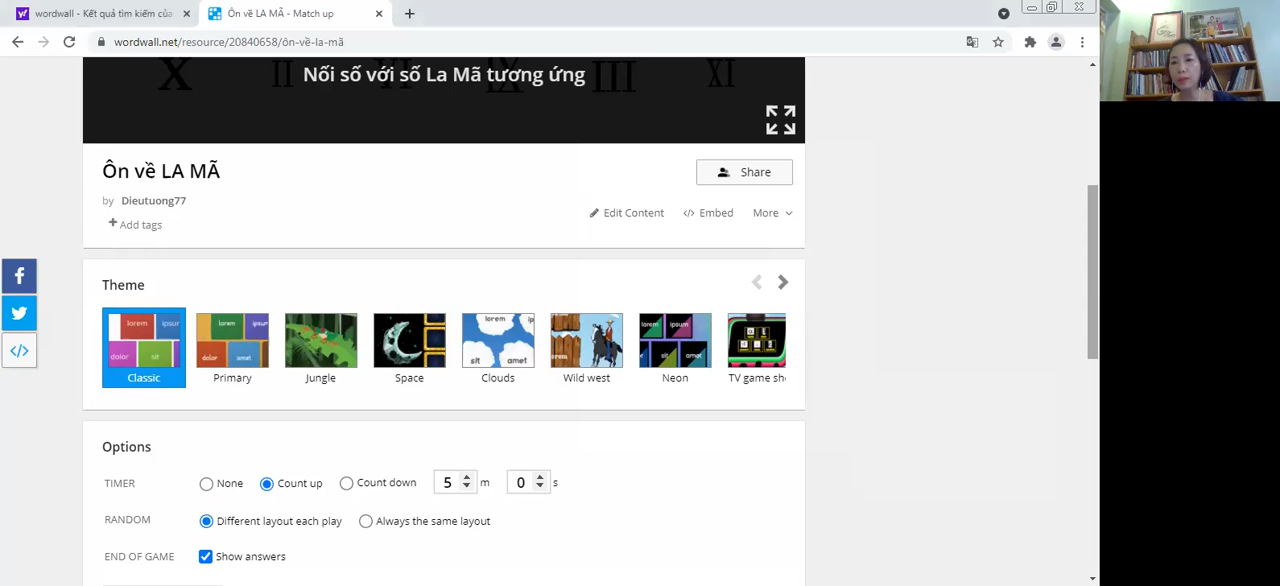 wordwall - Kết quả tìm kiếm củ
Ôn về LA MÃ - Match up
wordwall.net/resource/20840658/ôn-về-la-mã
X II IX III XI
Nối số với số La Mã tương ứng
Ôn về LA MÃ
Share
by Dieutuong77
Edit Content
Embed
More
Add tags
Theme
lorem ipsum dolor sit
lorem ipsum dolor amet
lorem sit amet
lorem
lorem ipsum sit amet
Classic
Primary
Jungle
Space
Clouds
Wild west
Neon
TV game sh
Options
TIMER
None
Count up
Count down
5 m
0 s
RANDOM
Different layout each play
Always the same layout
END OF GAME
Show answers